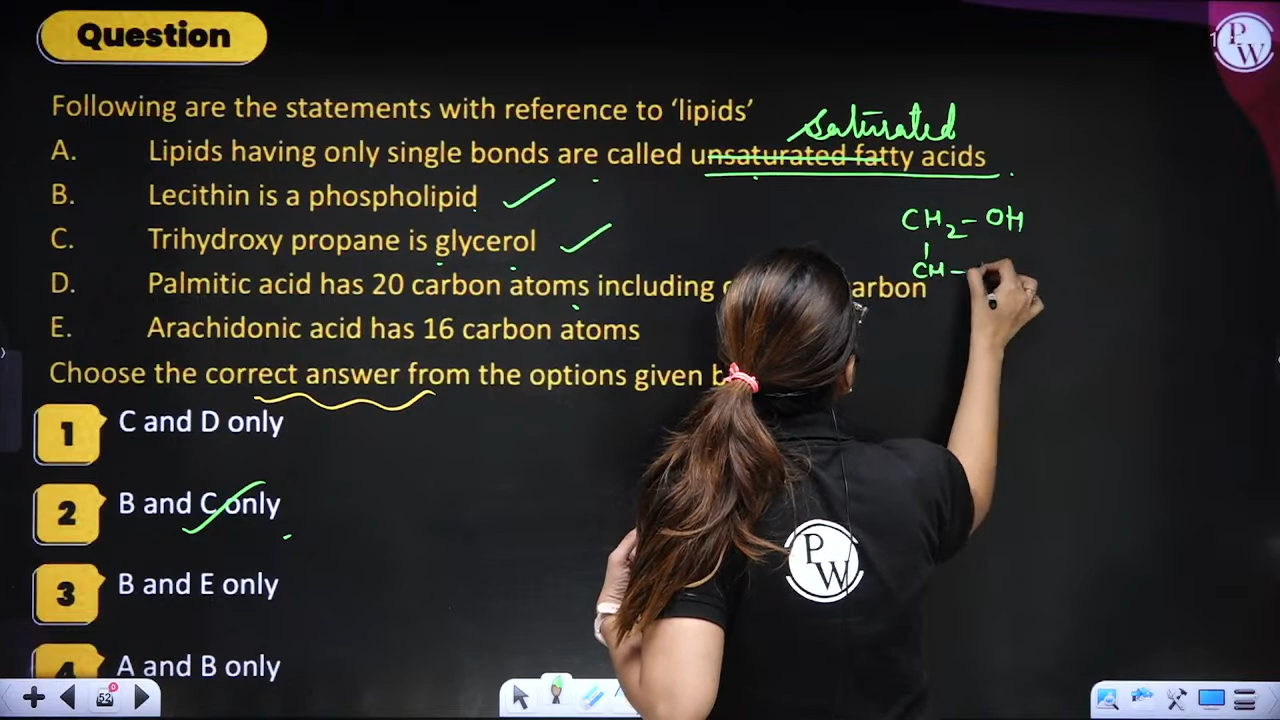 Question
PW
Following are the statements with reference to 'lipids'
saturated
A. Lipids having only single bonds are called unsaturated fatty acids
B. Lecithin is a phospholipid
CH2-OH
C. Trihydroxy propane is glycerol
CH-
D. Palmitic acid has 20 carbon atoms including arbon
E. Arachidonic acid has 16 carbon atoms
Choose the correct answer from the options given
1 C and D only
2 B and C only
3 B and E only
4 A and B only
PW
52